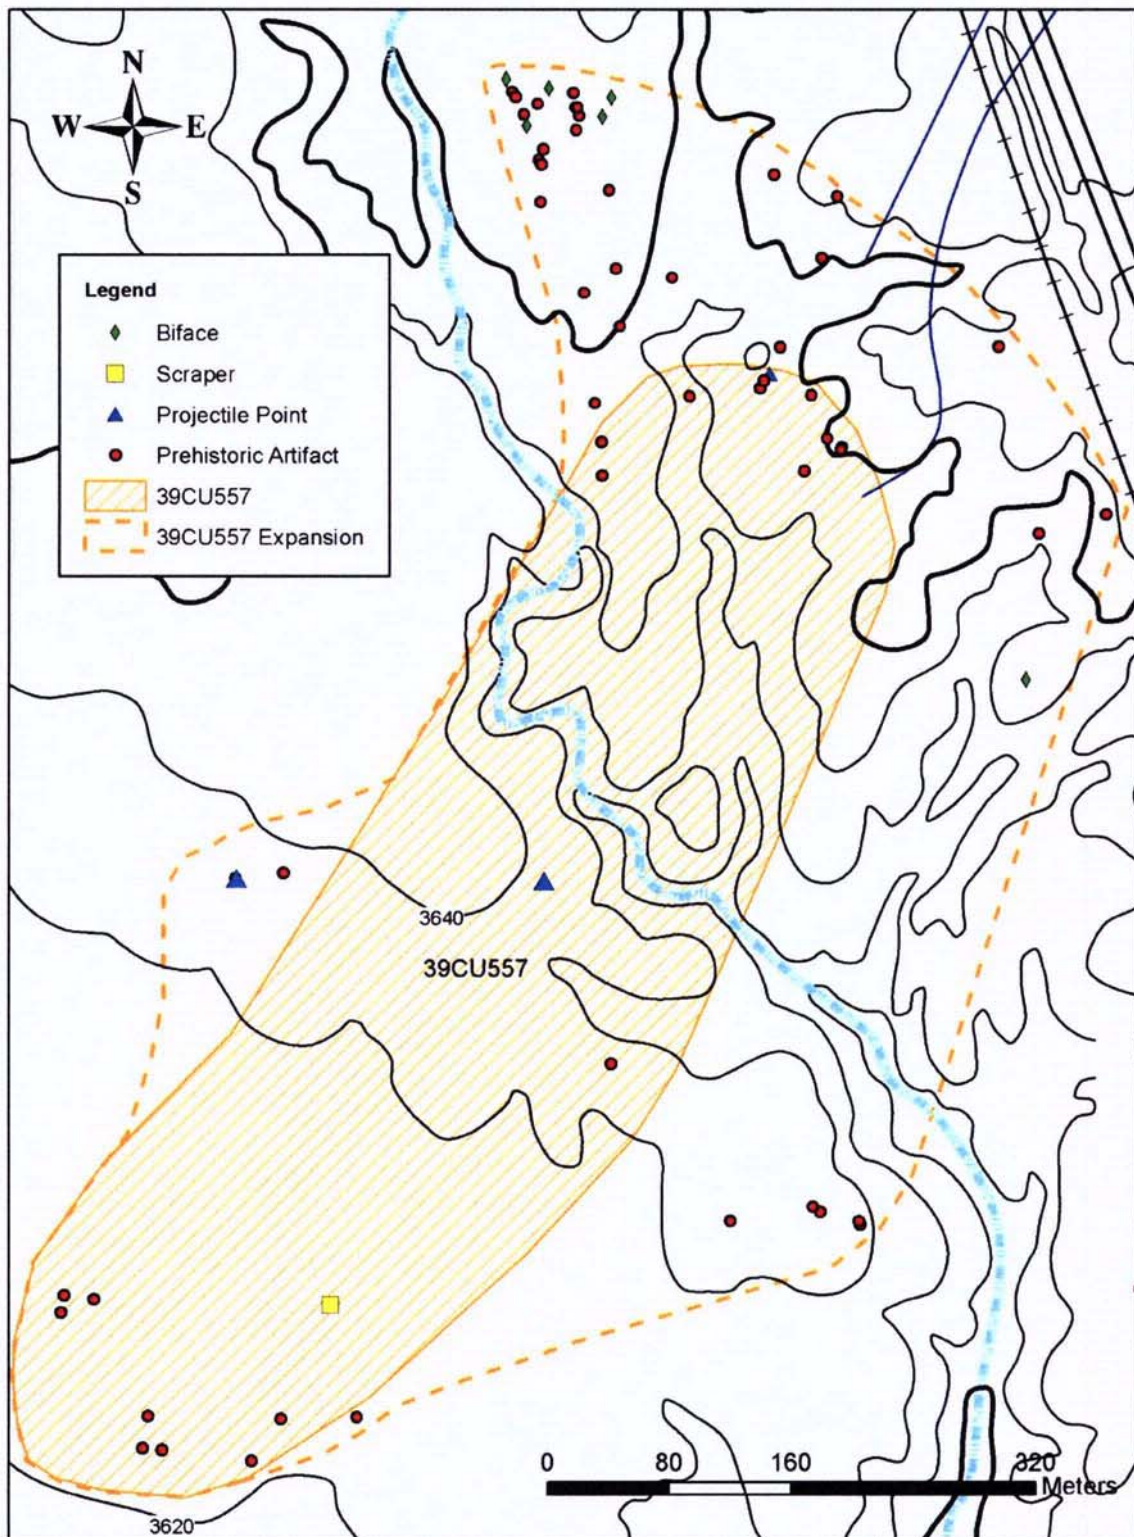 N
W E
S
Legend
Biface
Scraper
Projectile Point
Prehistoric Artifact
39CU557
39CU557 Expansion
3640
39CU557
0 80 160 320
Meters
3620